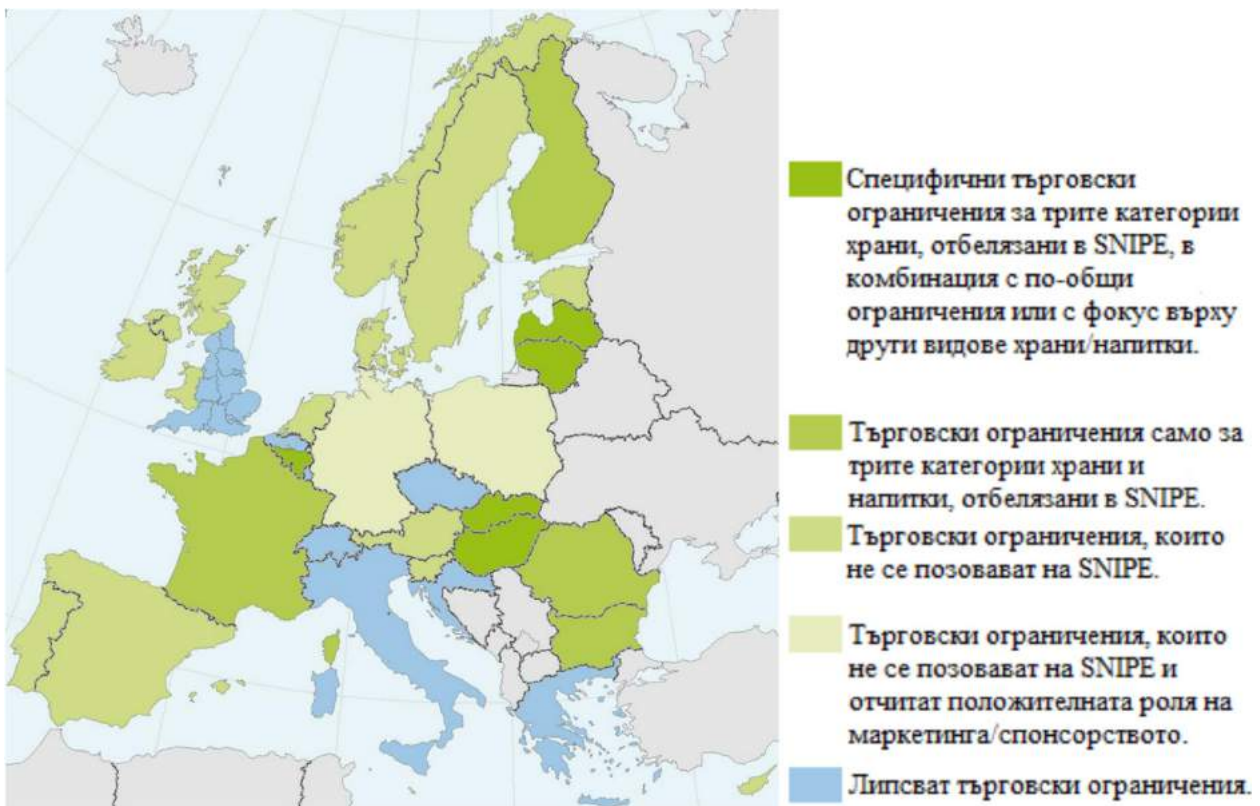 Специфични търговски
ограничения за трите категории
храни, отбелязани в SNIPE, в
комбинация с по-общи
ограничения или с фокус върху
други видове храни/напитки.
Търговски ограничения само за
трите категории храни и
напитки, отбелязани в SNIPE.
Търговски ограничения, които
не се позовават на SNIPE.
Търговски ограничения, които
не се позовават на SNIPE и
отчитат положителната роля на
маркетинга/спонсорството.
Липсват търговски ограничения.